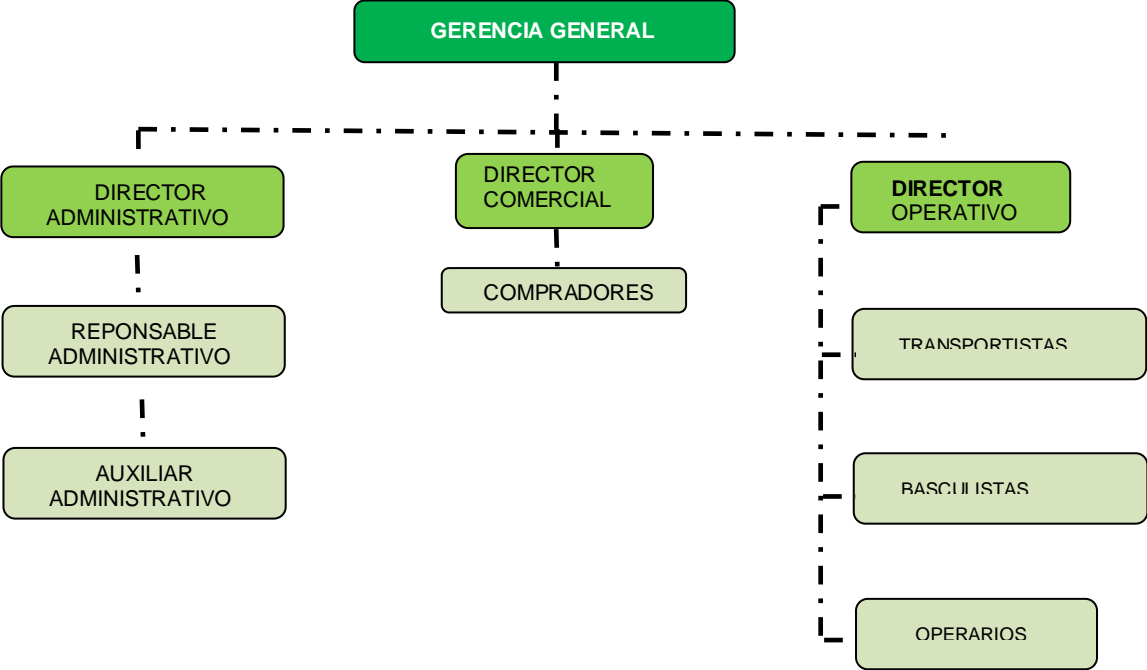 GERENCIA GENERAL
DIRECTOR
ADMINISTRATIVO
DIRECTOR
COMERCIAL
DIRECTOR
OPERATIVO
COMPRADORES
REPONSABLE
ADMINISTRATIVO
TRANSPORTISTAS
AUXILIAR
ADMINISTRATIVO
BASCULISTAS
OPERARIOS